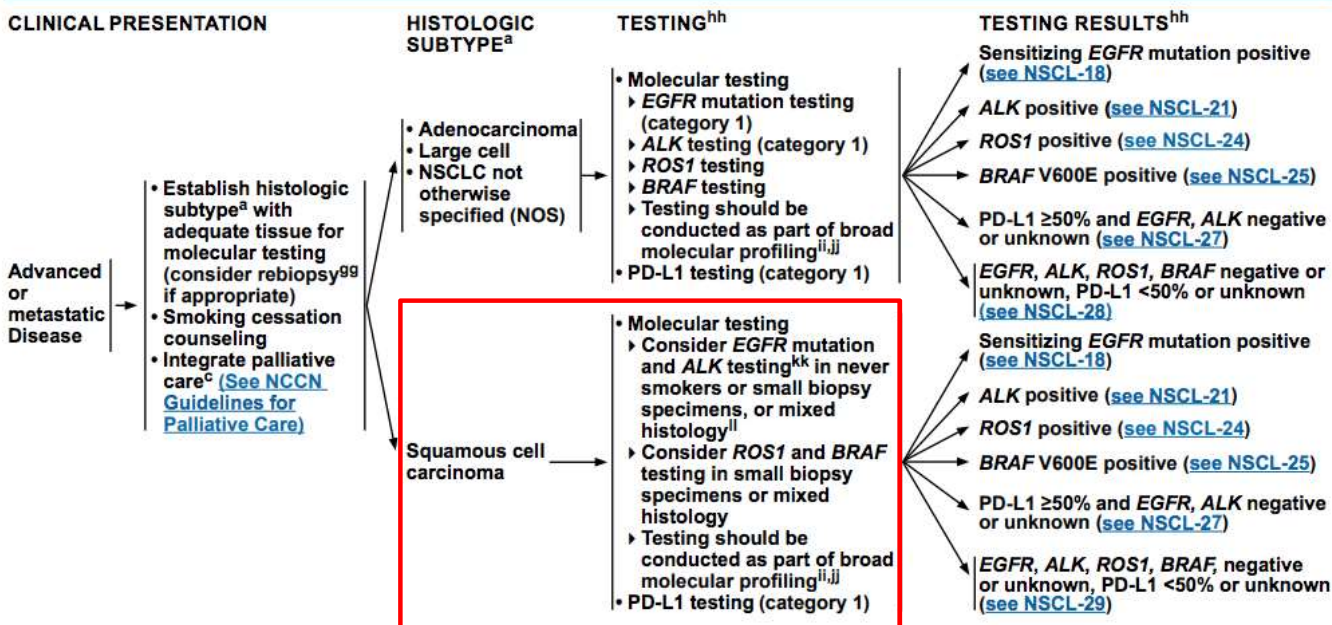 CLINICAL PRESENTATION
HISTOLOGIC
SUBTYPEa
TESTINGhh
TESTING RESULTShh
Advanced
or
metastatic
Disease
• Establish histologic
subtypea with
adequate tissue for
molecular testing
(consider rebiopsygg
if appropriate)
• Smoking cessation
counseling
• Integrate palliative
carec (See NCCN
Guidelines for
Palliative Care)
• Adenocarcinoma
• Large cell
• NSCLC not
otherwise
specified (NOS)
• Molecular testing
▸ EGFR mutation testing
(category 1)
▸ ALK testing (category 1)
▸ ROS1 testing
▸ BRAF testing
▸ Testing should be
conducted as part of broad
molecular profilingii,jj
• PD-L1 testing (category 1)
Sensitizing EGFR mutation positive
(see NSCL-18)
ALK positive (see NSCL-21)
ROS1 positive (see NSCL-24)
BRAF V600E positive (see NSCL-25)
PD-L1 ≥50% and EGFR, ALK negative
or unknown (see NSCL-27)
EGFR, ALK, ROS1, BRAF negative or
unknown, PD-L1 <50% or unknown
(see NSCL-28)
Squamous cell
carcinoma
• Molecular testing
▸ Consider EGFR mutation
and ALK testingkk in never
smokers or small biopsy
specimens, or mixed
histologyll
▸ Consider ROS1 and BRAF
testing in small biopsy
specimens or mixed
histology
▸ Testing should be
conducted as part of broad
molecular profilingii,jj
• PD-L1 testing (category 1)
Sensitizing EGFR mutation positive
(see NSCL-18)
ALK positive (see NSCL-21)
ROS1 positive (see NSCL-24)
BRAF V600E positive (see NSCL-25)
PD-L1 ≥50% and EGFR, ALK negative
or unknown (see NSCL-27)
EGFR, ALK, ROS1, BRAF, negative
or unknown, PD-L1 <50% or unknown
(see NSCL-29)